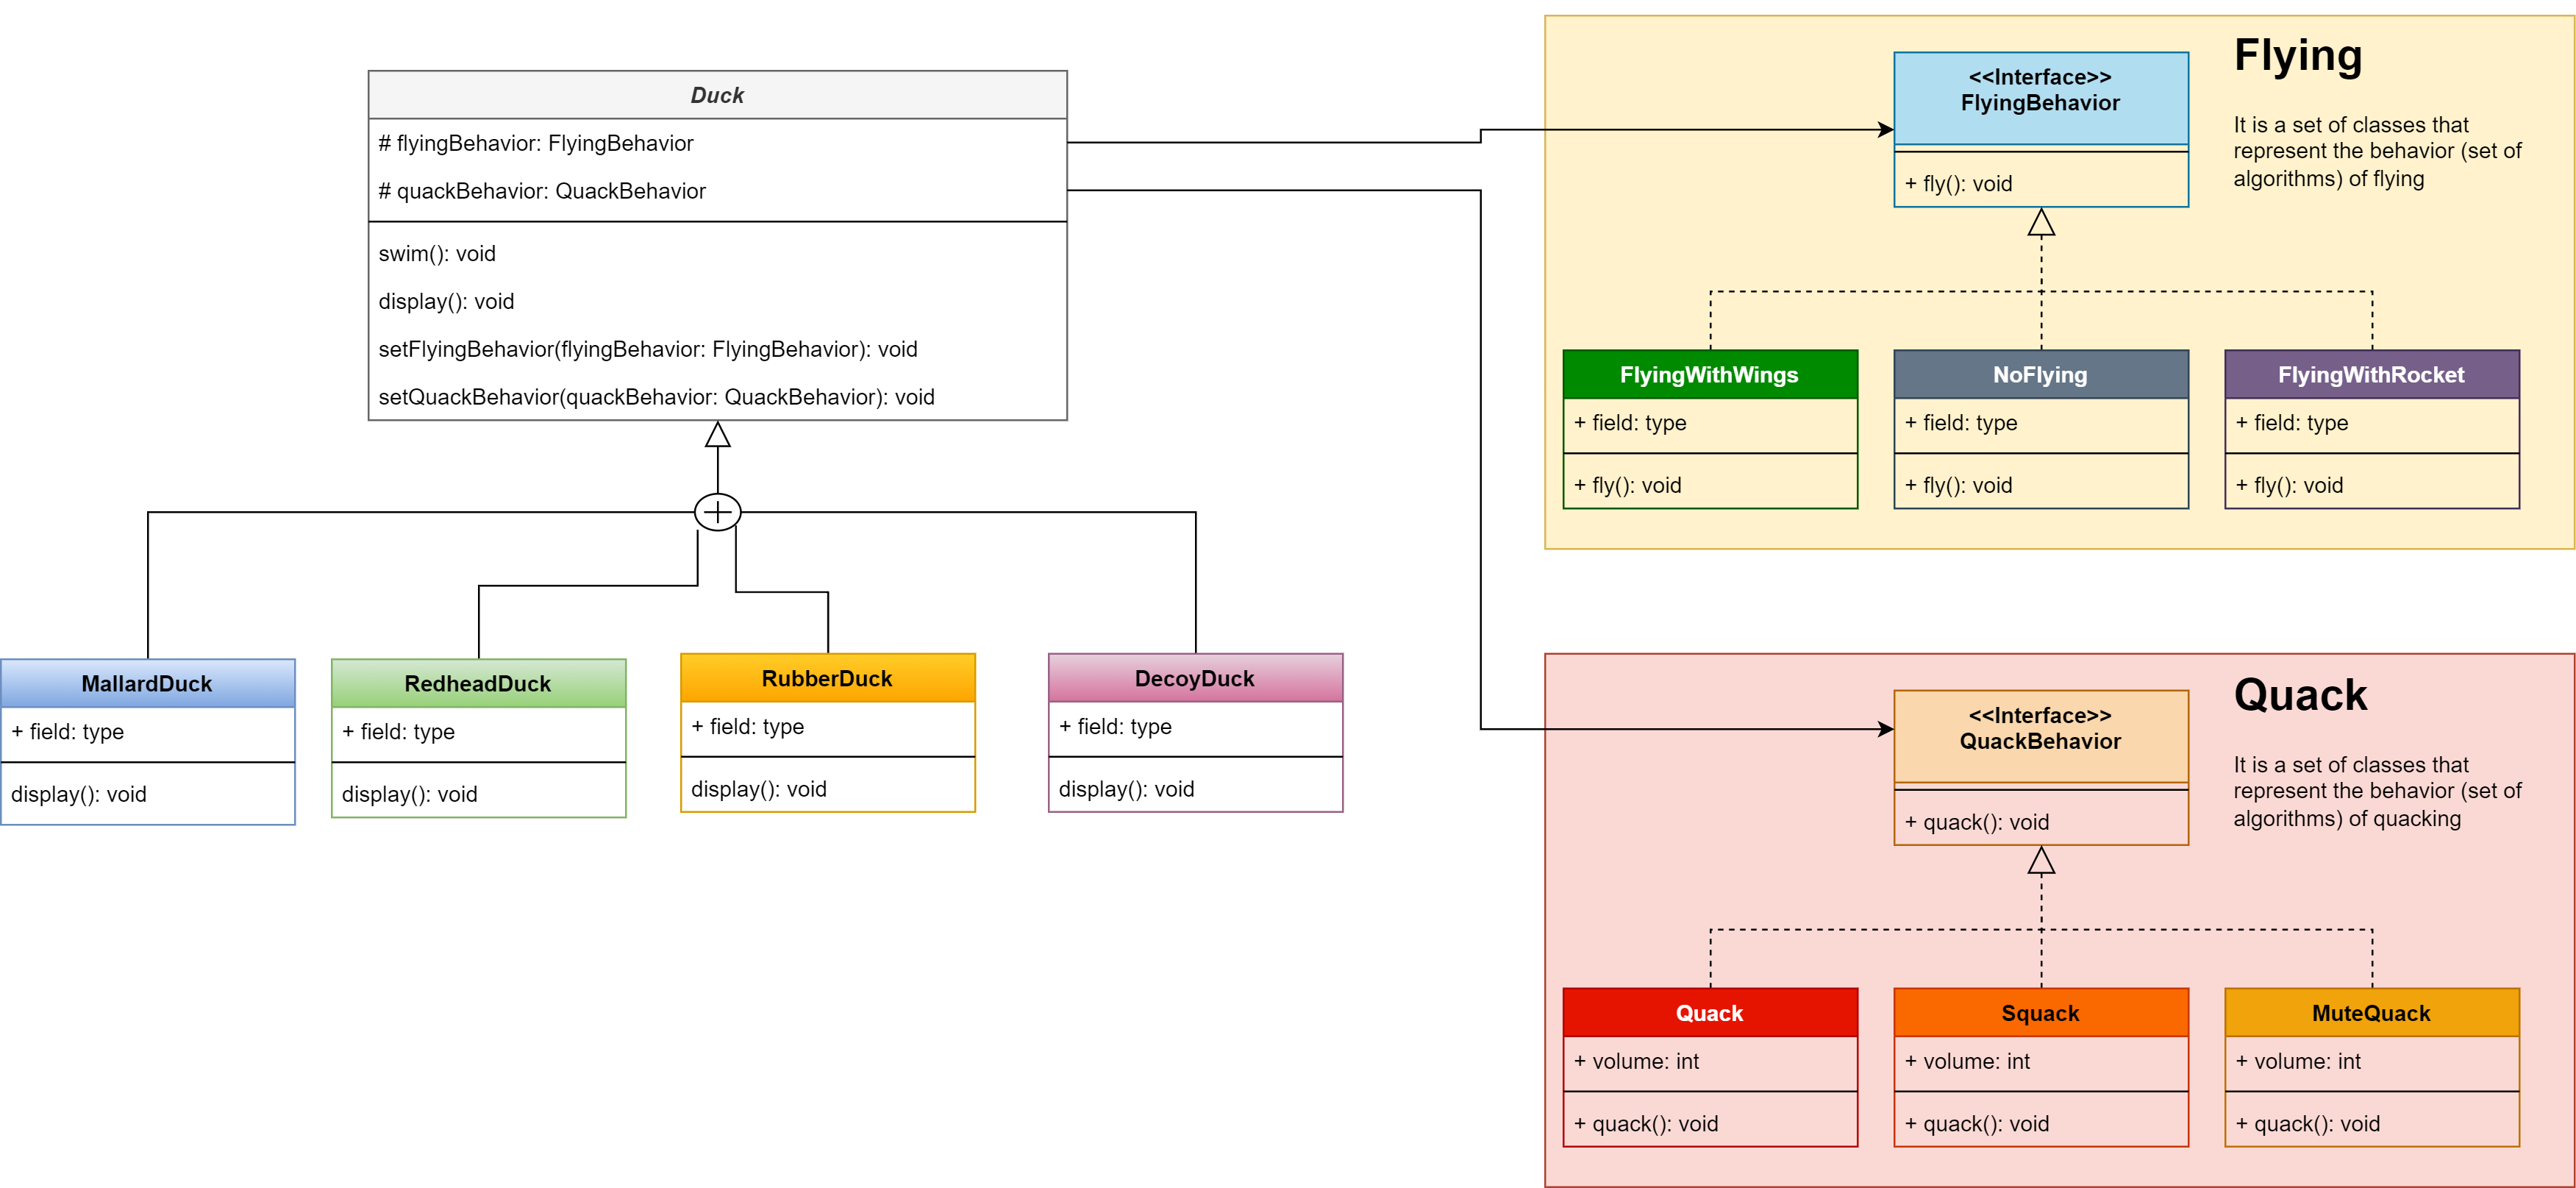 Duck
# flyingBehavior: FlyingBehavior
# quackBehavior: QuackBehavior
swim(): void
display(): void
setFlyingBehavior(flyingBehavior: FlyingBehavior): void
setQuackBehavior(quackBehavior: QuackBehavior): void
MallardDuck
+ field: type
display(): void
RedheadDuck
+ field: type
display(): void
RubberDuck
+ field: type
display(): void
DecoyDuck
+ field: type
display(): void
Flying
It is a set of classes that
represent the behavior (set of
algorithms) of flying
<<Interface>>
FlyingBehavior
+ fly(): void
FlyingWithWings
+ field: type
+ fly(): void
NoFlying
+ field: type
+ fly(): void
FlyingWithRocket
+ field: type
+ fly(): void
Quack
It is a set of classes that
represent the behavior (set of
algorithms) of quacking
<<Interface>>
QuackBehavior
+ quack(): void
Quack
+ volume: int
+ quack(): void
Squack
+ volume: int
+ quack(): void
MuteQuack
+ volume: int
+ quack(): void